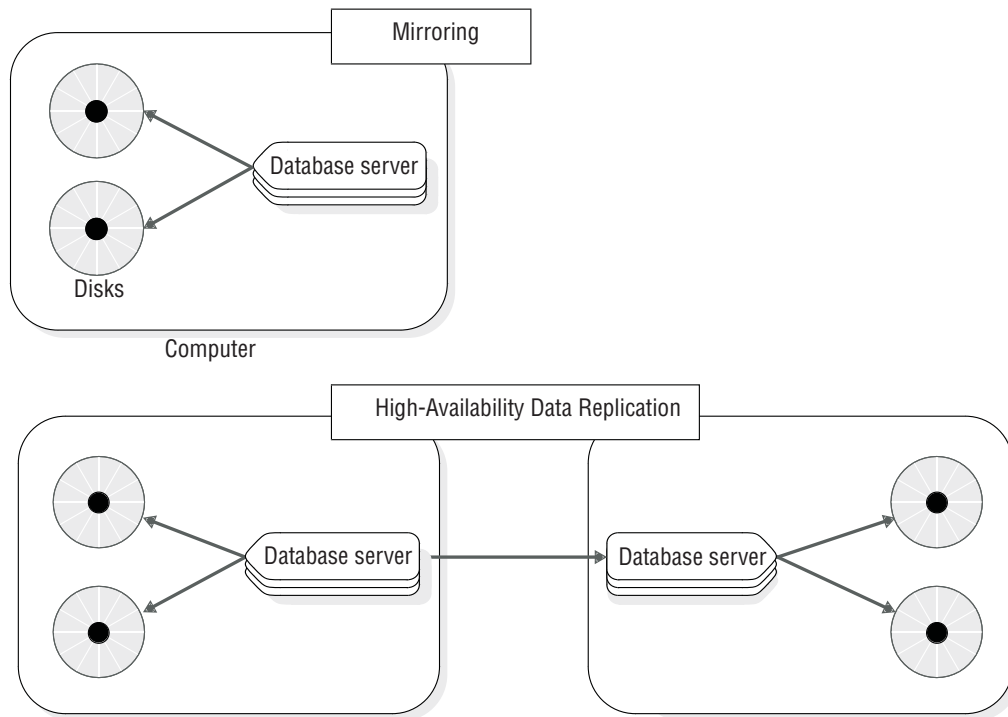 Mirroring
Database server
Disks
Computer
High-Availability Data Replication
Database server
Database server